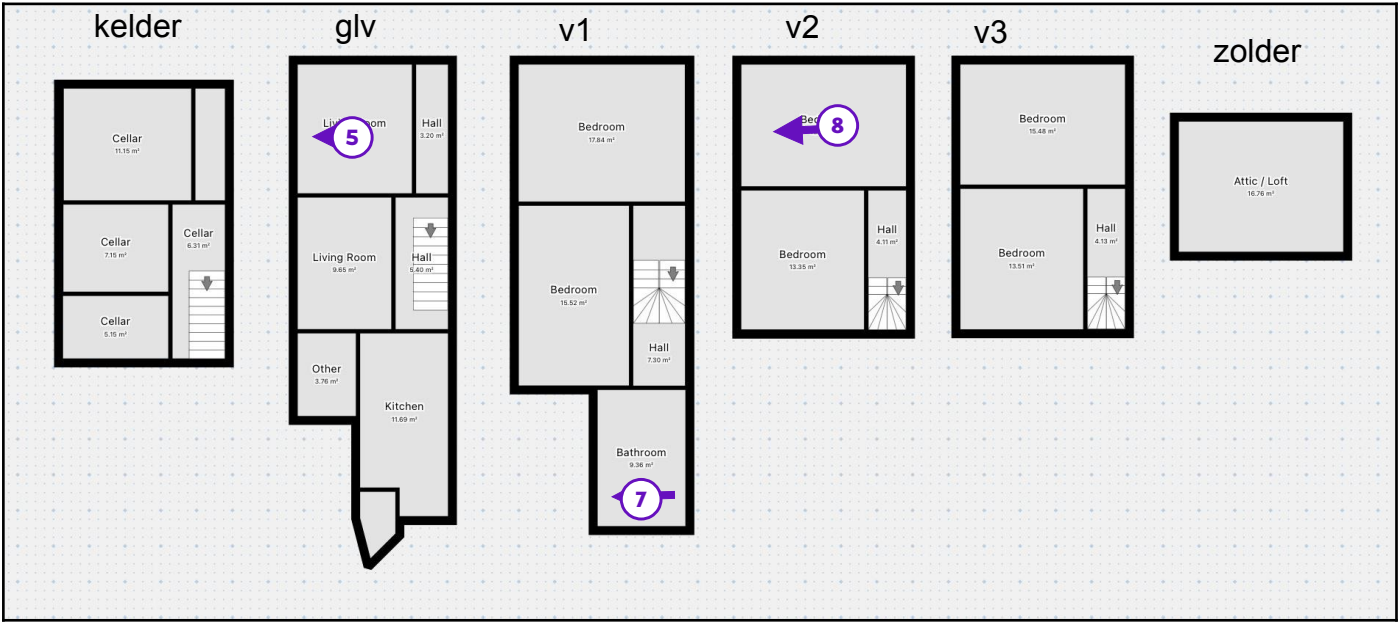 kelder
glv
v1
v2
v3
zolder
Cellar
11.15 m²
Cellar
7.15 m²
Cellar
6.31 m²
Cellar
5.15 m²
5
Hall
3.20 m²
Living Room
9.65 m²
Hall
5.40 m²
Other
3.76 m²
Kitchen
11.69 m²
Bedroom
17.84 m²
Bedroom
15.52 m²
Hall
7.30 m²
Bathroom
9.36 m²
7
8
Bedroom
13.35 m²
Hall
4.11 m²
Bedroom
15.48 m²
Bedroom
13.51 m²
Hall
4.13 m²
Attic / Loft
16.76 m²